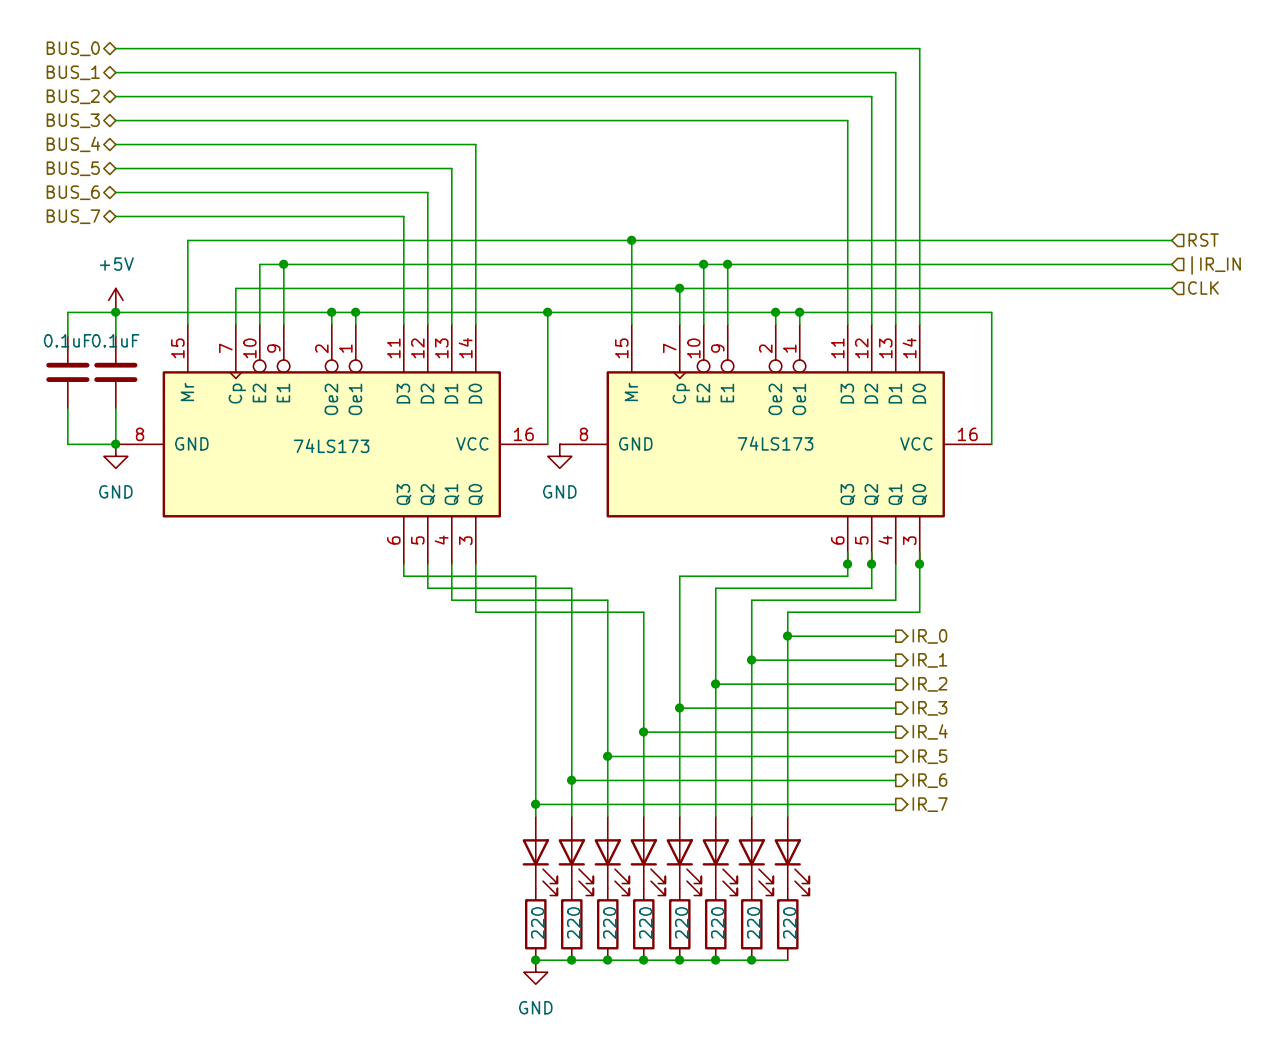 BUS_0
BUS_1
BUS_2
BUS_3
BUS_4
BUS_5
BUS_6
BUS_7
RST
|IR_IN
CLK
+5V
0.1uF 0.1uF
15 7 10 9 2 1 11 12 13 14
15 7 10 9 2 1 11 12 13 14
Mr Cp E2 E1 Oe2 Oe1 D3 D2 D1 D0
Mr Cp E2 E1 Oe2 Oe1 D3 D2 D1 D0
8 GND 74LS173 VCC 16
8 GND 74LS173 VCC 16
GND
GND
Q3 Q2 Q1 Q0
Q3 Q2 Q1 Q0
6 5 4 3
6 5 4 3
IR_0
IR_1
IR_2
IR_3
IR_4
IR_5
IR_6
IR_7
220 220 220 220 220 220 220 220
GND